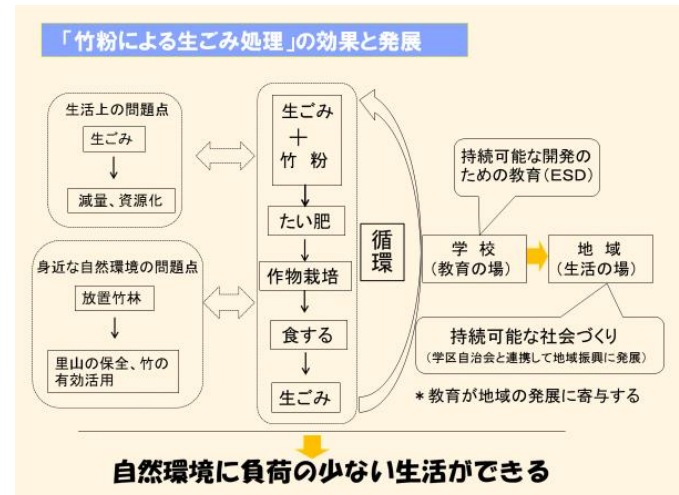 「竹粉による生ごみ処理」の効果と発展
生活上の問題点
生ごみ
減量、資源化
身近な自然環境の問題点
放置竹林
里山の保全、竹の
有効活用
生ごみ
＋
竹 粉
たい肥
作物栽培
食する
生ごみ
循環
持続可能な開発の
ための教育(ESD)
学 校
(教育の場)
地 域
(生活の場)
持続可能な社会づくり
(学区自治会と連携して地域振興に発展)
＊教育が地域の発展に寄与する
自然環境に負荷の少ない生活ができる